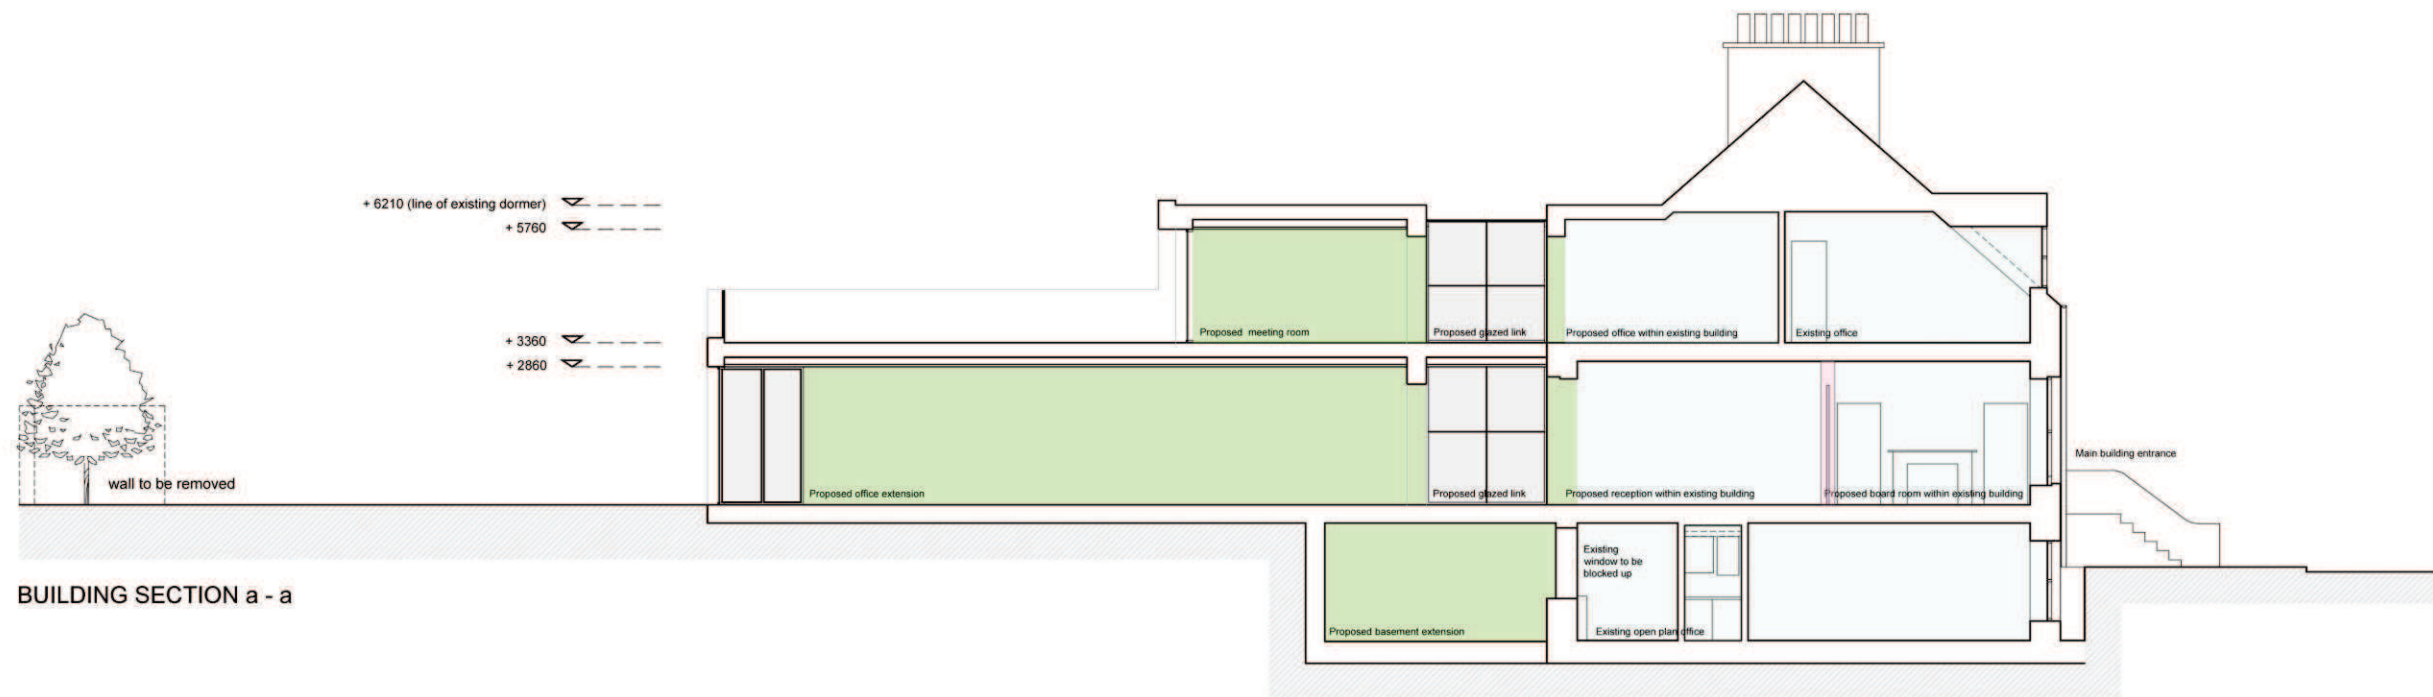 + 6210 (line of existing dormer)
+ 5760
Proposed meeting room
Proposed glazed link
Proposed office within existing building
Existing office
+ 3360
+ 2860
wall to be removed
Proposed office extension
Proposed glazed link
Proposed reception within existing building
Proposed board room within existing building
Main building entrance
Existing
window to be
blocked up
Proposed basement extension
Existing open plan office
BUILDING SECTION a - a